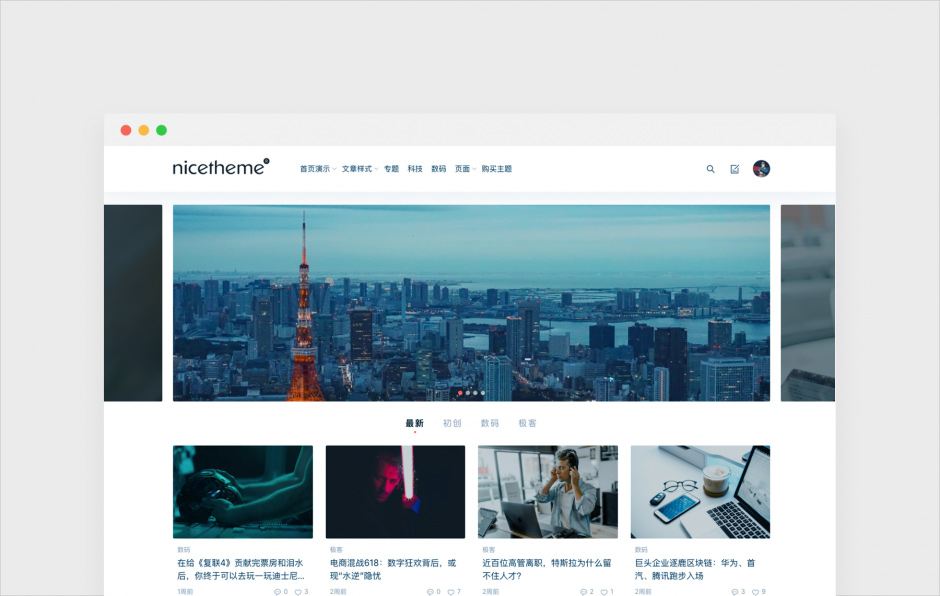 nicetheme
首页演示 文章样式 专题 科技 数码 页面 购买主题
最新 初创 数码 极客
数码
在给《复联4》贡献完票房和泪水
后，你终于可以去玩一玩迪士尼...
1周前 0 3
极客
电商混战618：数字狂欢背后，或
现“水逆”隐忧
2周前 0 7
极客
近百位高管离职，特斯拉为什么留
不住人才？
2周前 2 1
数码
巨头企业逐鹿区块链：华为、首
汽、腾讯跑步入场
2周前 3 9